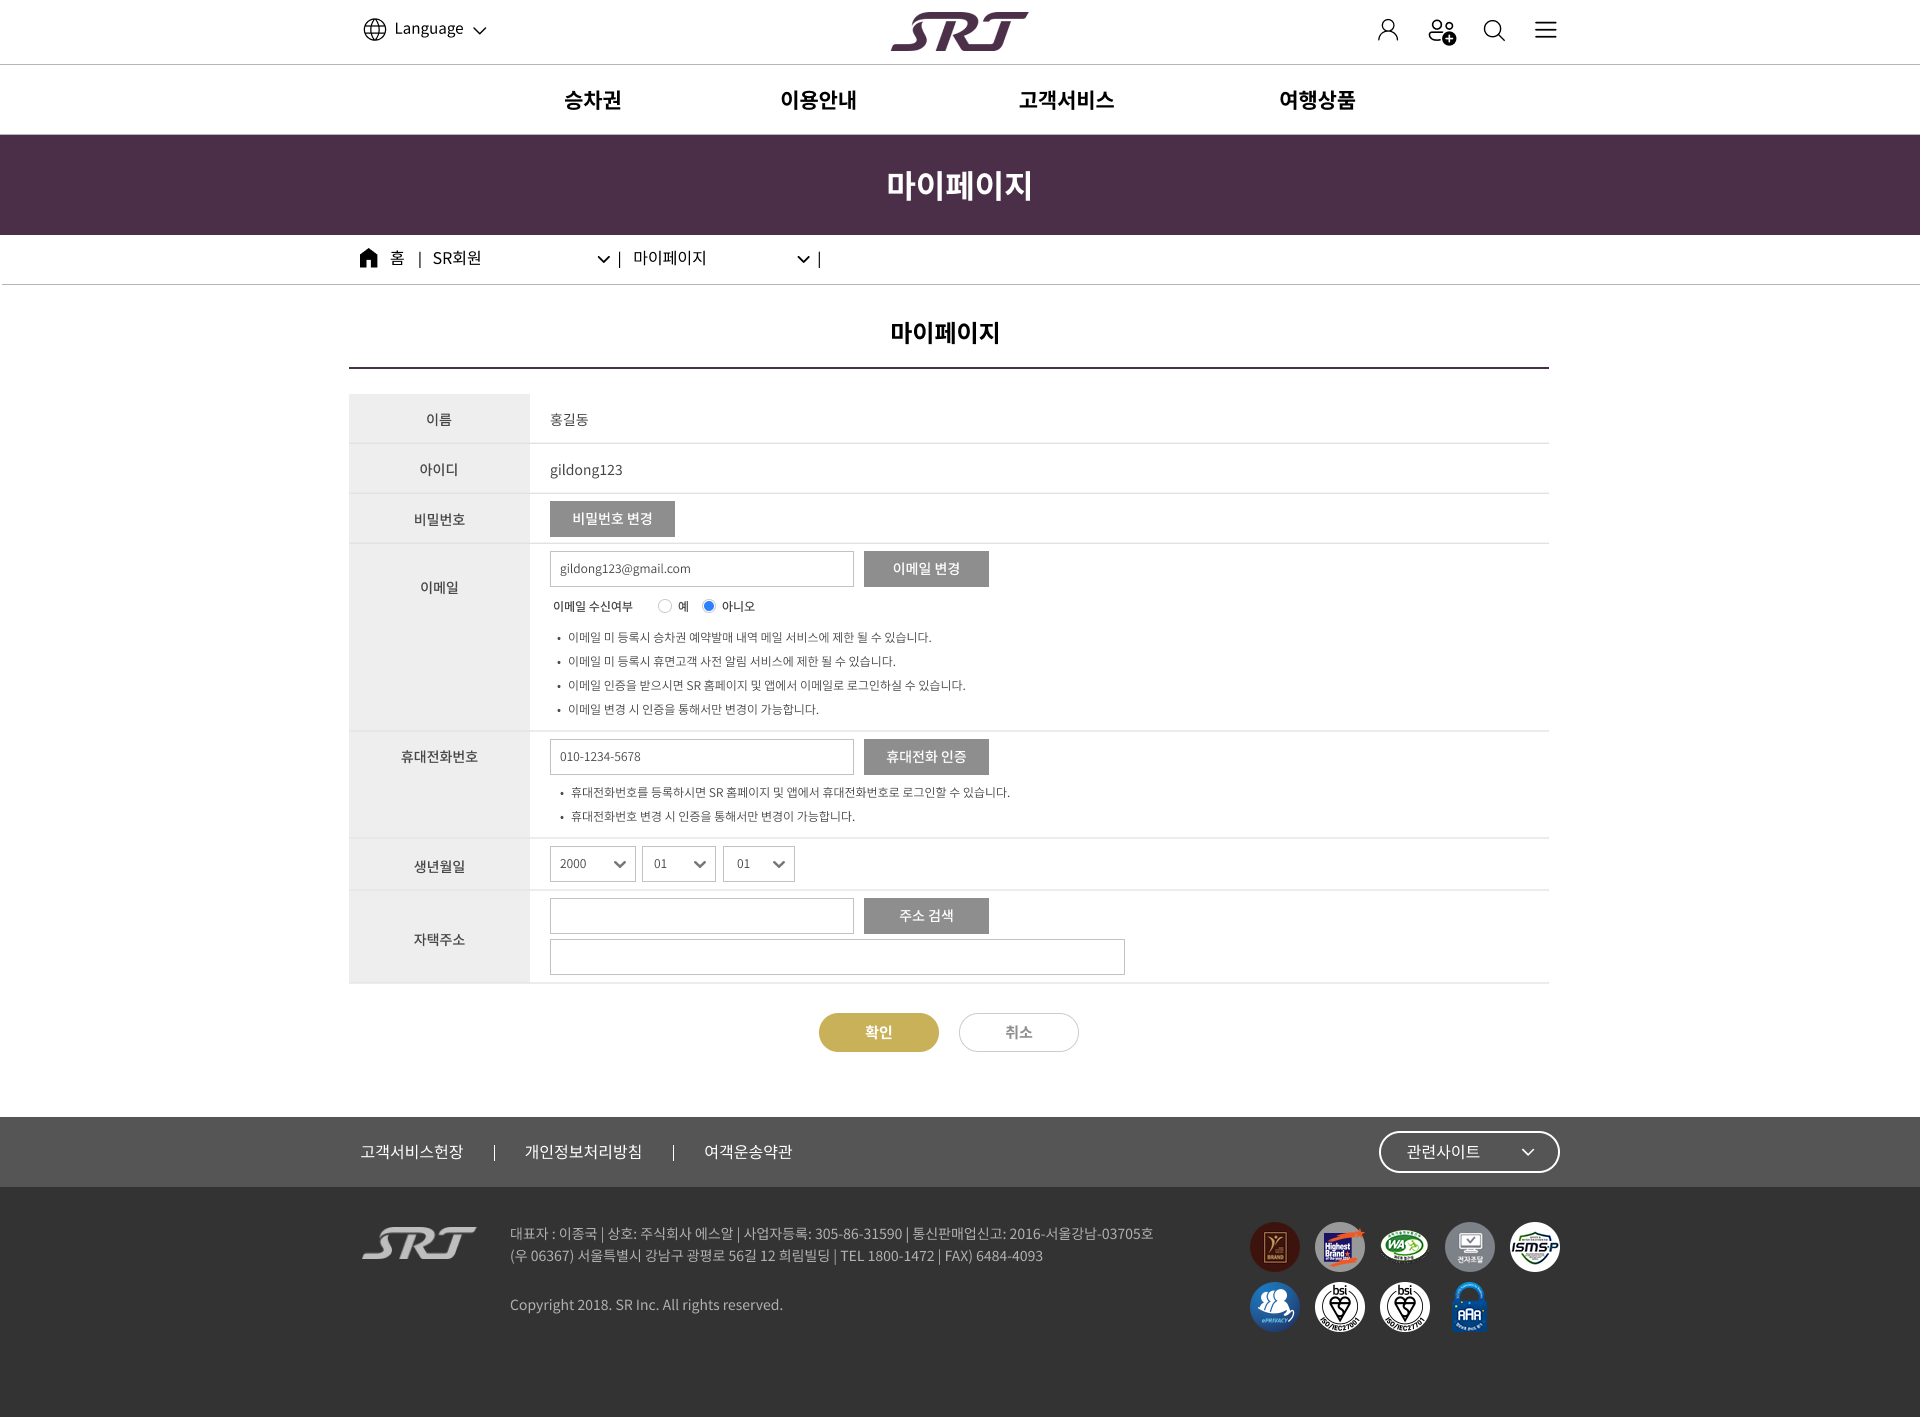 Language
SRT
승차권
이용안내
고객서비스
여행상품
마이페이지
홈 | SR회원 | 마이페이지 |
마이페이지
이름
홍길동
아이디
gildong123
비밀번호
비밀번호 변경
이메일
gildong123@gmail.com
이메일 변경
이메일 수신여부 예 아니오
• 이메일 미 등록시 승차권 예약발매 내역 메일 서비스에 제한 될 수 있습니다.
• 이메일 미 등록시 휴면고객 사전 알림 서비스에 제한 될 수 있습니다.
• 이메일 인증을 받으시면 SR 홈페이지 및 앱에서 이메일로 로그인하실 수 있습니다.
• 이메일 변경 시 인증을 통해서만 변경이 가능합니다.
휴대전화번호
010-1234-5678
휴대전화 인증
• 휴대전화번호를 등록하시면 SR 홈페이지 및 앱에서 휴대전화번호로 로그인할 수 있습니다.
• 휴대전화번호 변경 시 인증을 통해서만 변경이 가능합니다.
생년월일
2000 01 01
자택주소
주소 검색
확인
취소
고객서비스헌장 | 개인정보처리방침 | 여객운송약관
관련사이트
SRT
대표자 : 이종국 | 상호: 주식회사 에스알 | 사업자등록: 305-86-31590 | 통신판매업신고: 2016-서울강남-03705호
(우 06367) 서울특별시 강남구 광평로 56길 12 희림빌딩 | TEL 1800-1472 | FAX) 6484-4093
Copyright 2018. SR Inc. All rights reserved.
BRAND
Highest
Brand
WA
전자조달
ISMS-P
ePRIVACY
bsi
ISO/IEC27001
bsi
ISO/IEC27701
AAA